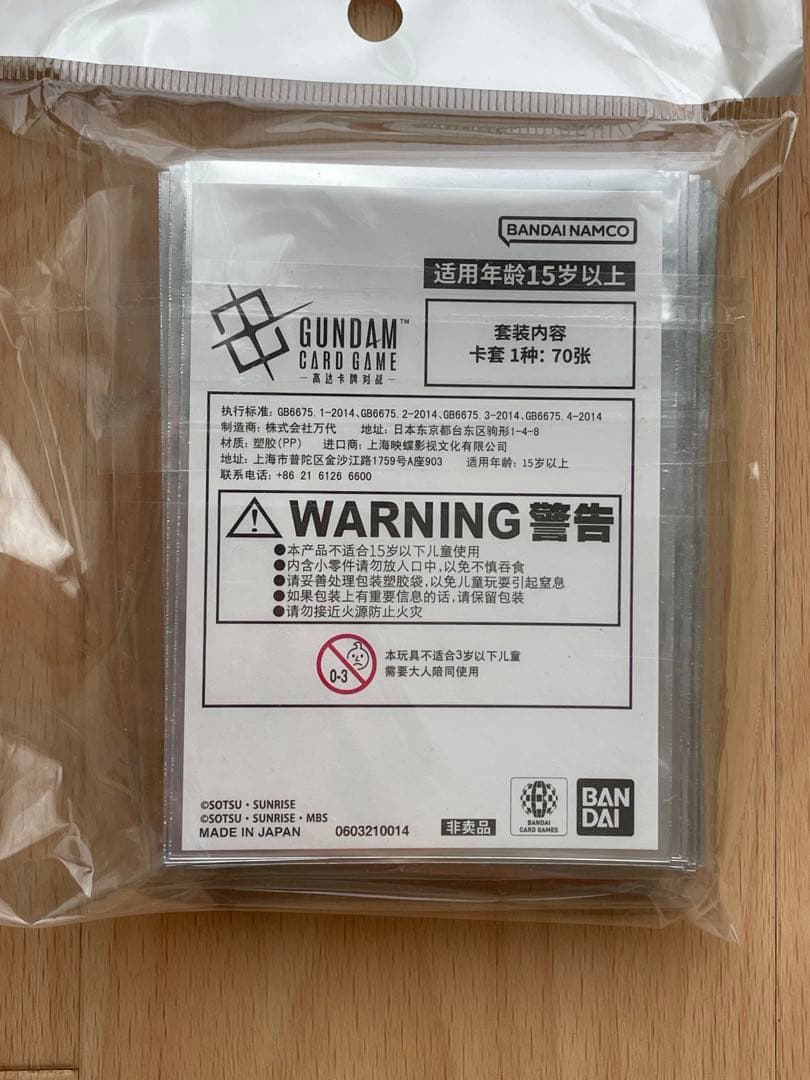 BANDAI NAMCO
适用年龄15岁以上
GUNDAM™
CARD GAME
高达卡牌对战
套装内容
卡套 1种：70张
执行标准：GB6675.1-2014、GB6675.2-2014、GB6675.3-2014、GB6675.4-2014
制造商：株式会社万代 地址：日本东京都台东区驹形1-4-8
材质：塑胶(PP) 进口商：上海映蝶影视文化有限公司
地址：上海市普陀区金沙江路1759号A座903 适用年龄：15岁以上
联系电话：+86 21 6126 6600
WARNING 警告
●本产品不适合15岁以下儿童使用
●内含小零件请勿放入口中，以免不慎吞食
●请妥善处理包装塑胶袋，以免儿童玩耍引起窒息
●如果包装上有重要信息的话，请保留包装
●请勿接近火源防止火灾
0-3
本玩具不适合3岁以下儿童
需要大人陪同使用
©SOTSU・SUNRISE
©SOTSU・SUNRISE・MBS
MADE IN JAPAN 0603210014
非卖品
BANDAI
CARD GAMES
BAN
DAI